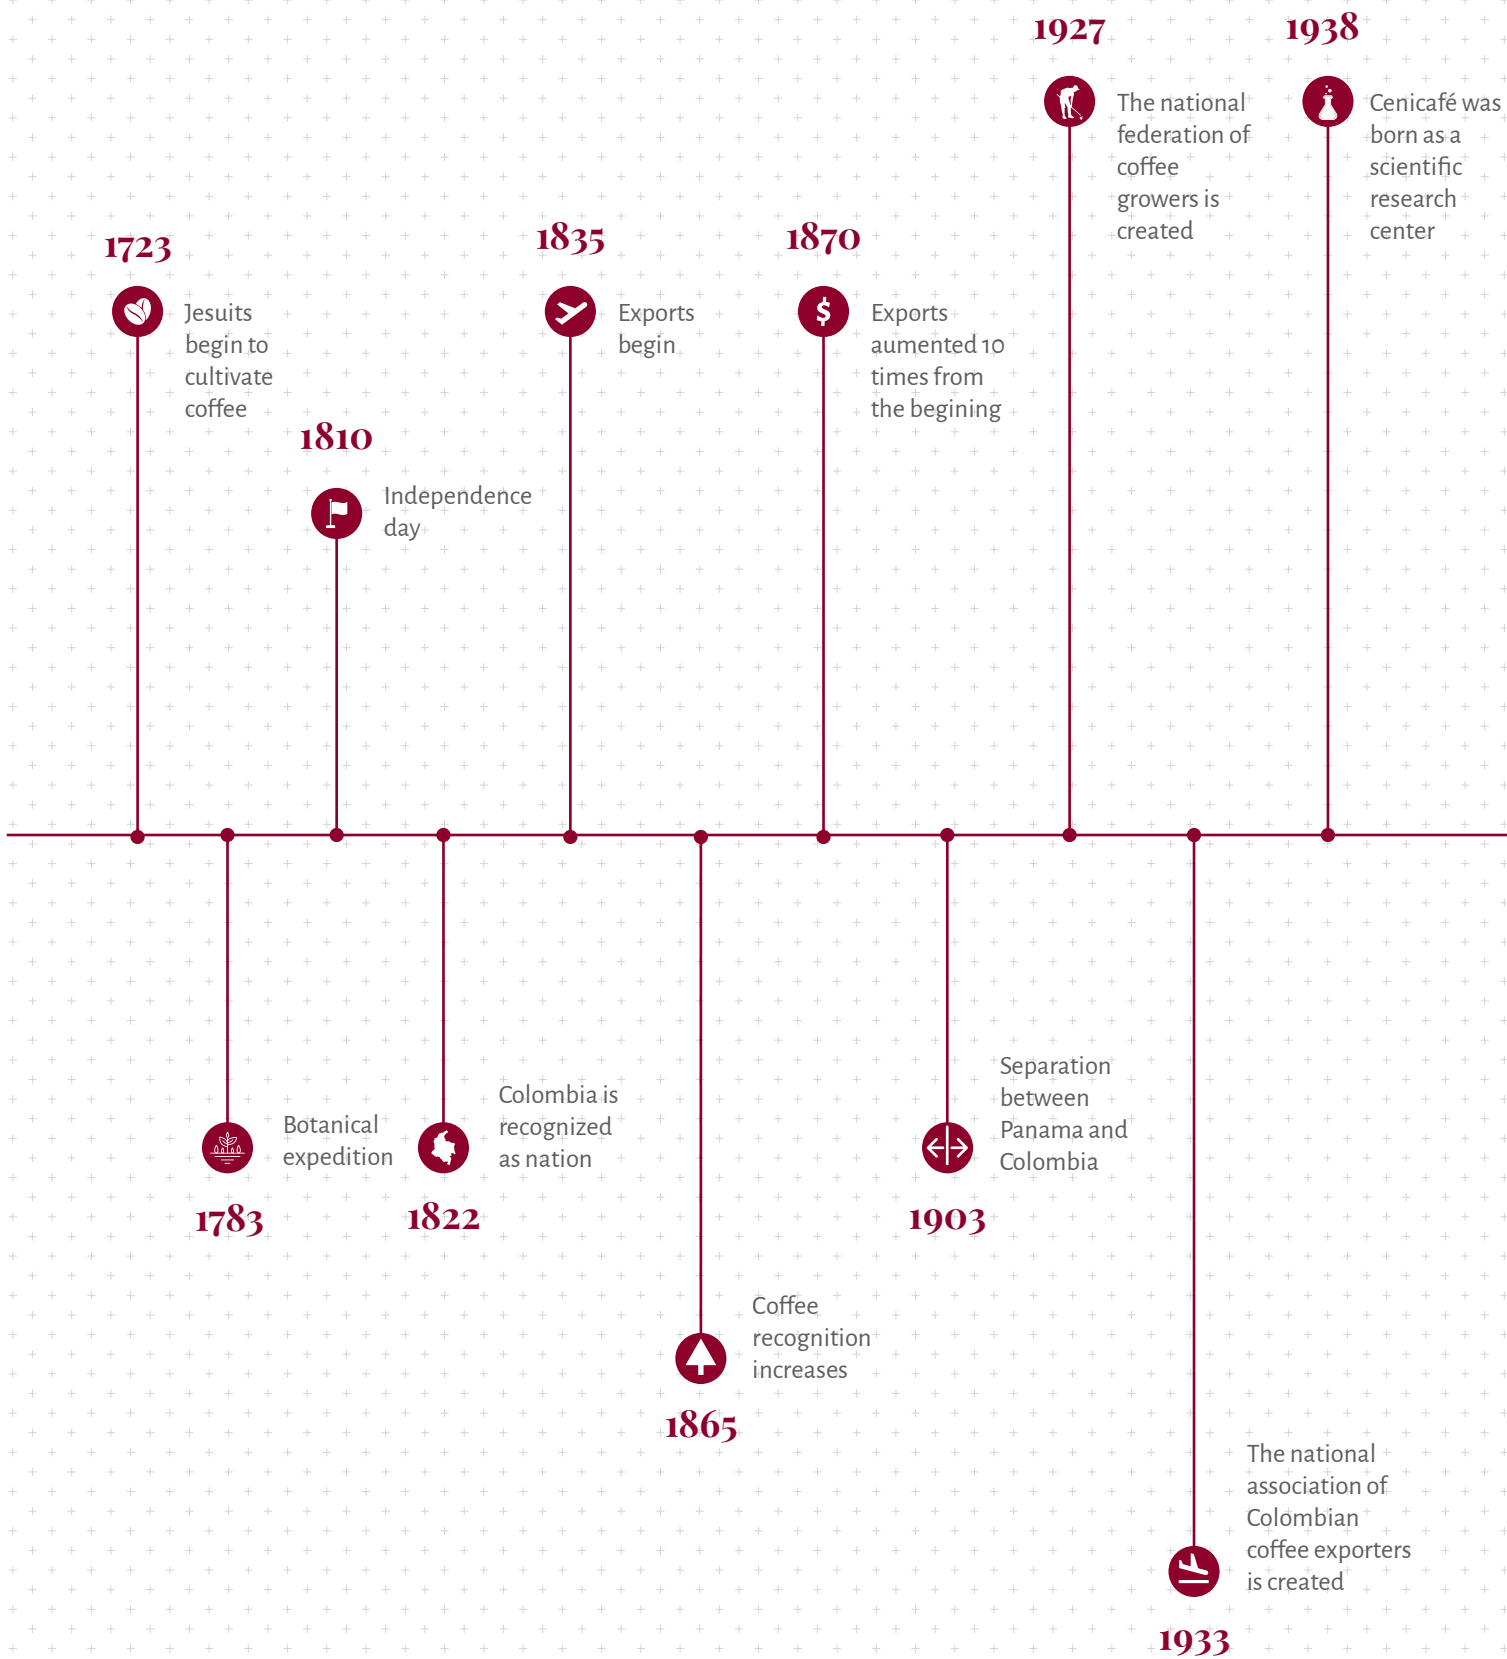 1927
The national
federation of
coffee
growers is
created
1938
Cenicafé was
born as a
scientific
research
center
1723
Jesuits
begin to
cultivate
coffee
1835
Exports
begin
1870
Exports
aumented 10
times from
the begining
1810
Independence
day
Botanical
expedition
1783
Colombia is
recognized
as nation
1822
Separation
between
Panama and
Colombia
1903
Coffee
recognition
increases
1865
The national
association of
Colombian
coffee exporters
is created
1933